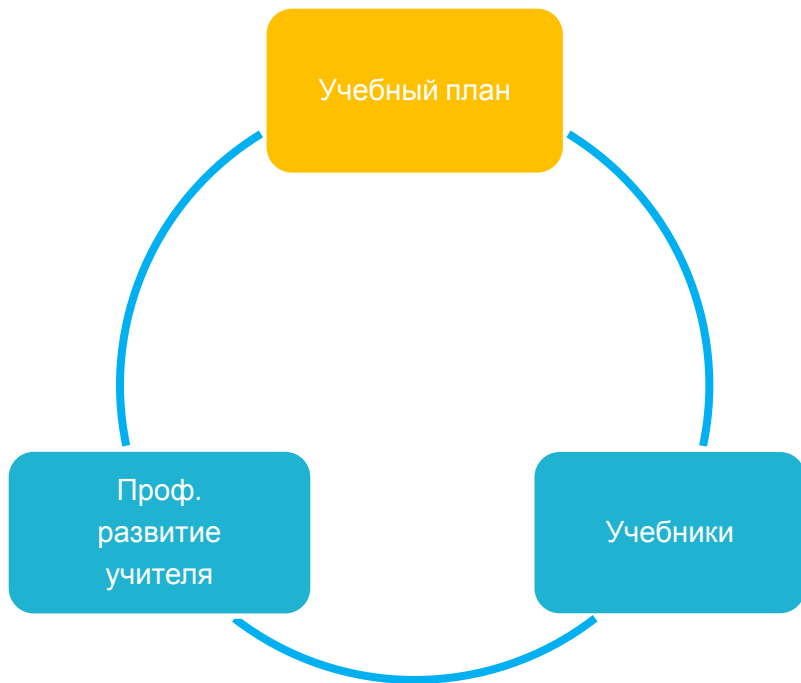 Учебный план
Проф.
развитие
учителя
Учебники